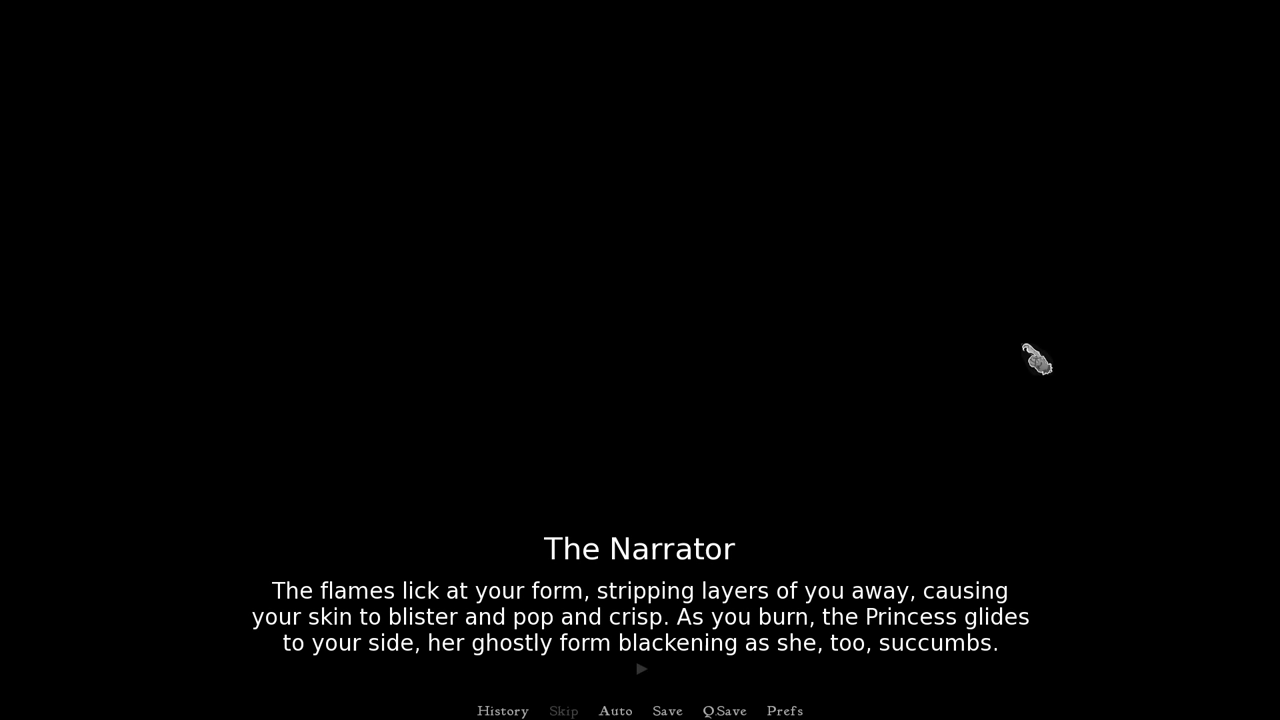 The Narrator
The flames lick at your form, stripping layers of you away, causing
your skin to blister and pop and crisp. As you burn, the Princess glides
to your side, her ghostly form blackening as she, too, succumbs.
History Skip Auto Save Q.Save Prefs